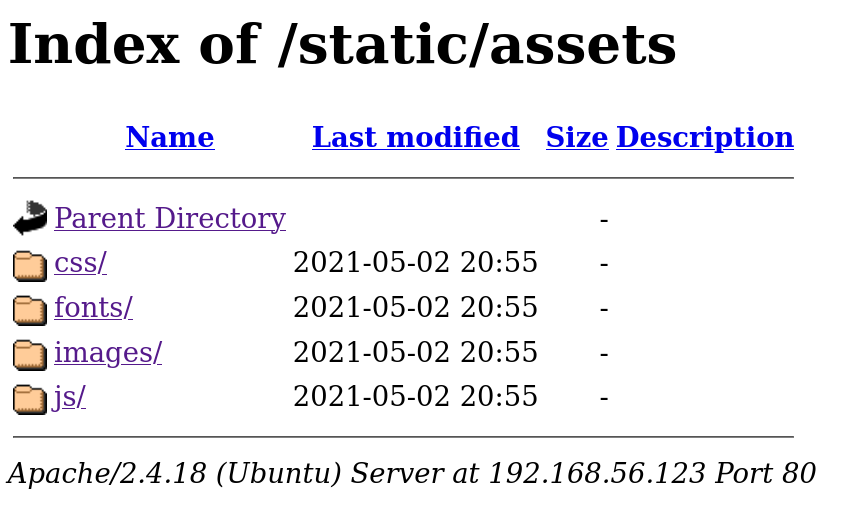 Index of /static/assets
Name Last modified Size Description
Parent Directory -
css/ 2021-05-02 20:55 -
fonts/ 2021-05-02 20:55 -
images/ 2021-05-02 20:55 -
js/ 2021-05-02 20:55 -
Apache/2.4.18 (Ubuntu) Server at 192.168.56.123 Port 80